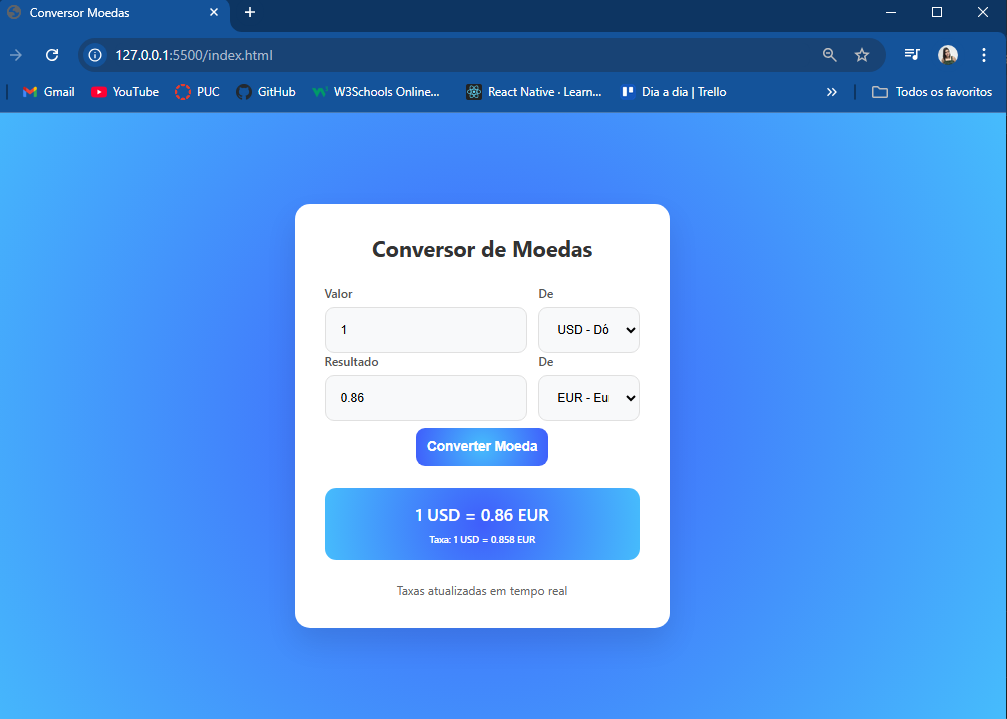 Conversor Moedas
127.0.0.1:5500/index.html
Gmail YouTube PUC GitHub W3Schools Online... React Native · Learn... Dia a dia | Trello Todos os favoritos
Conversor de Moedas
Valor De
1 USD - Dó
Resultado De
0.86 EUR - Eu
Converter Moeda
1 USD = 0.86 EUR
Taxa: 1 USD = 0.858 EUR
Taxas atualizadas em tempo real